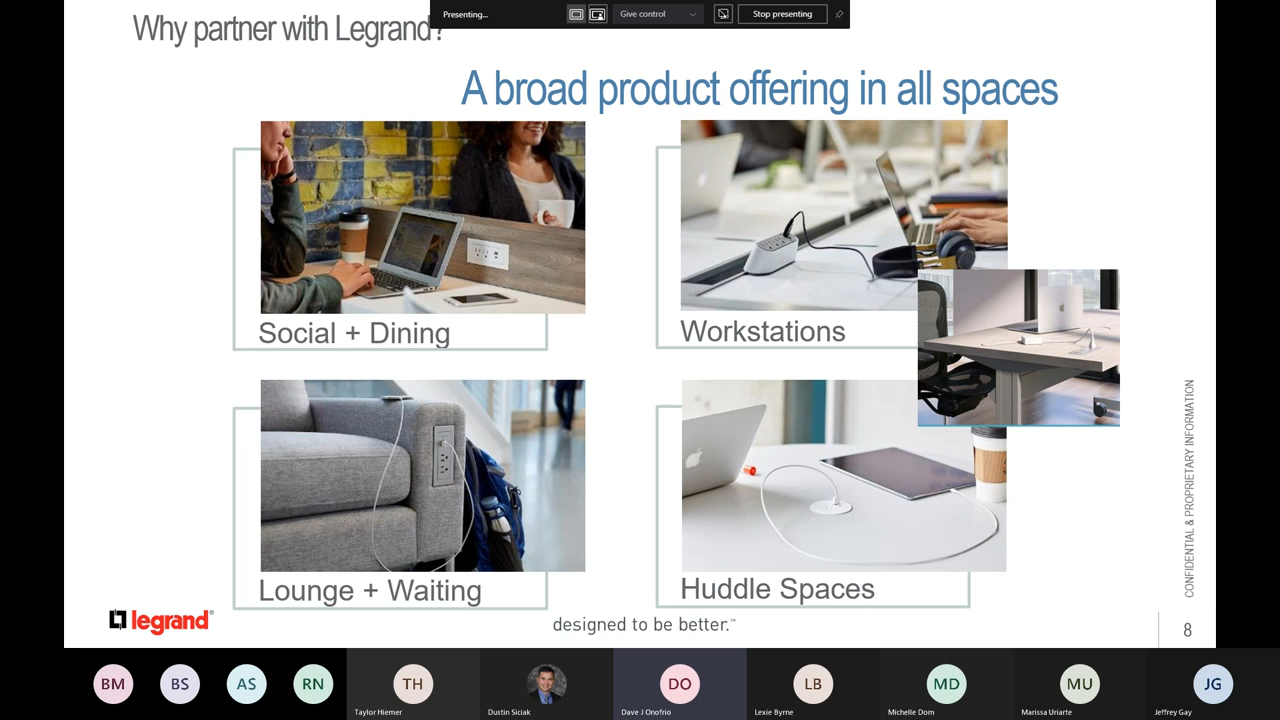 Why partner with Legrand?
Presenting...
Give control
Stop presenting
A broad product offering in all spaces
Social + Dining
Workstations
Lounge + Waiting
Huddle Spaces
CONFIDENTIAL & PROPRIETARY INFORMATION
legrand®
designed to be better.™
8
BM
BS
AS
RN
TH
DO
LB
MD
MU
JG
Taylor Hiemer
Dustin Siciak
Dave J Onofrio
Lexie Byrne
Michelle Dom
Marissa Uriarte
Jeffrey Gay